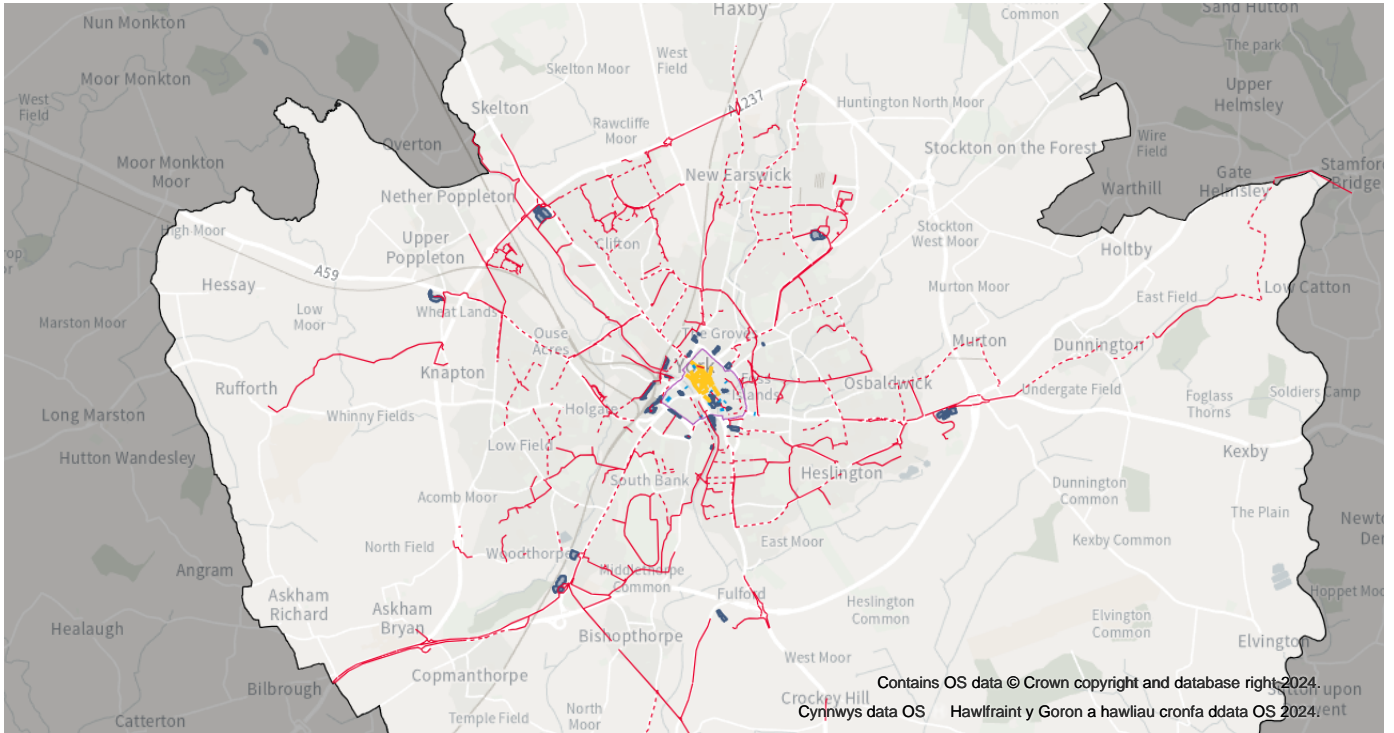 Haxby
Nun Monkton
Common
Sand Hutton
The park
West
Field
Skelton Moor
Moor Monkton
Upper
Helmsley
West
Field
Skelton
A1237
Huntington North Moor
Rawcliffe
Moor
Overton
Wire
Field
Stockton on the Forest
Moor Monkton
Moor
New Earswick
Gate
Helmsley
Stamford
Bridge
Warthill
Nether Poppleton
High Moor
Stockton
West Moor
Upper
Poppleton
Clifton
Holtby
A59
Hessay
Murton Moor
Low Catton
East Field
Low
Moor
Wheat Lands
Marston Moor
Ouse
Acres
The Groves
Murton
Dunnington
York
Knapton
Foss
Islands
Osbaldwick
Rufforth
Undergate Field
Soldiers Camp
Foglass
Thorns
Long Marston
Whinny Fields
Holgate
Low Field
Kexby
Hutton Wandesley
Heslington
South Bank
Dunnington
Common
Acomb Moor
The Plain
North Field
East Moor
Kexby Common
Woodthorpe
Angram
Middlethorpe
Common
Askham
Richard
Fulford
Heslington
Common
Askham
Bryan
Elvington
Common
Healaugh
Bishopthorpe
Elvington
West Moor
Copmanthorpe
Bilbrough
Crockey Hill
Contains OS data © Crown copyright and database right 2024.
Temple Field
North
Moor
Catterton
Cynnwys data OS Hawlfraint y Goron a hawliau cronfa ddata OS 2024.